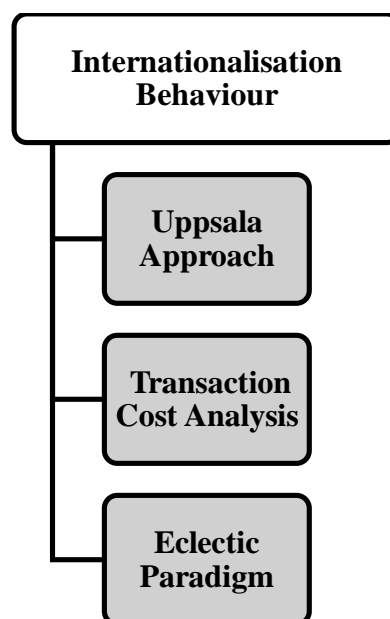 Internationalisation
Behaviour
Uppsala
Approach
Transaction
Cost Analysis
Eclectic
Paradigm